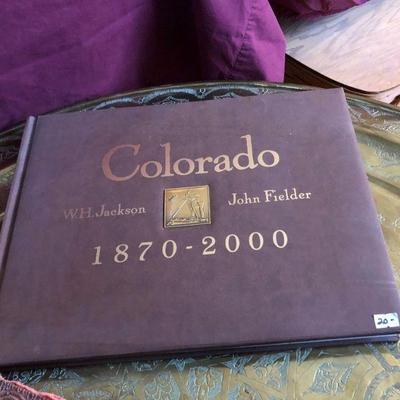 Colorado
W.H. Jackson John Fielder
1870-2000
20-